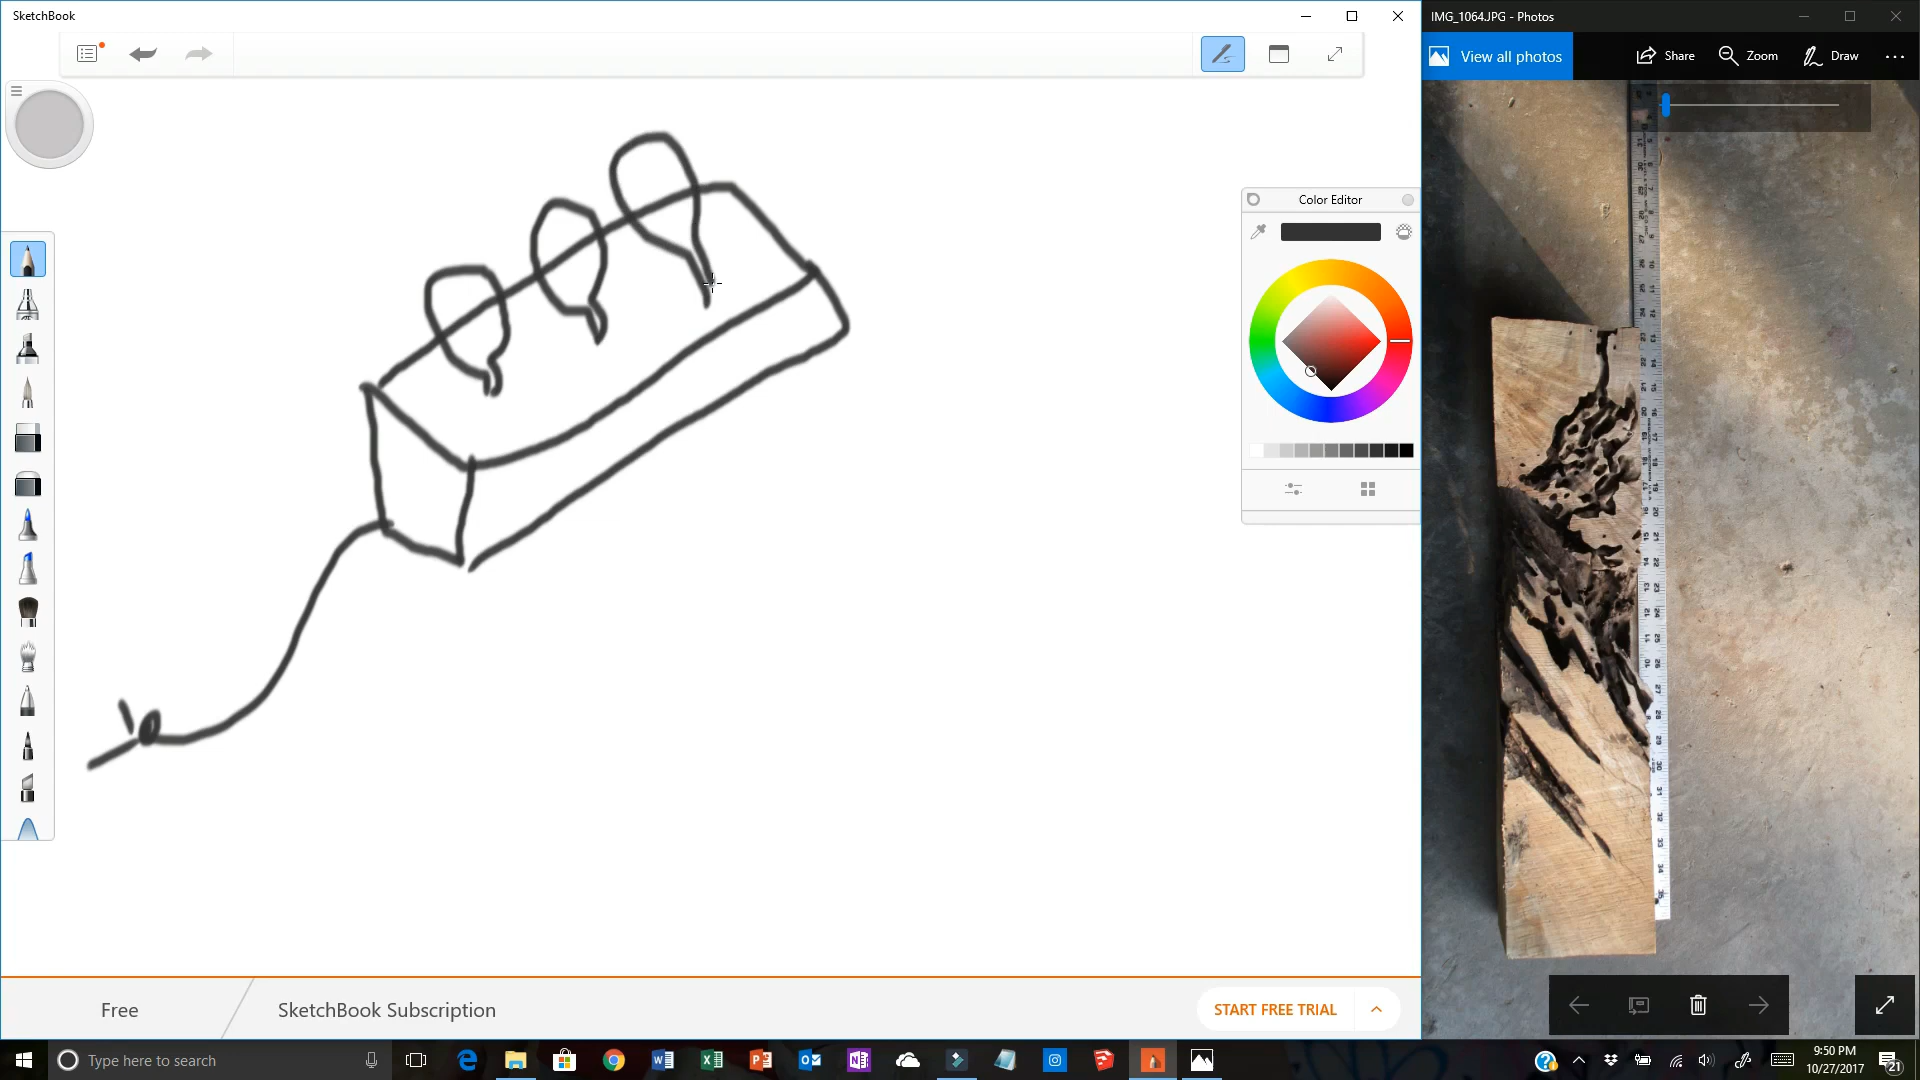 SketchBook
IMG_1064.JPG - Photos
View all photos
Share
Zoom
Draw
Color Editor
Free
SketchBook Subscription
START FREE TRIAL
Type here to search
9:50 PM
10/27/2017
21